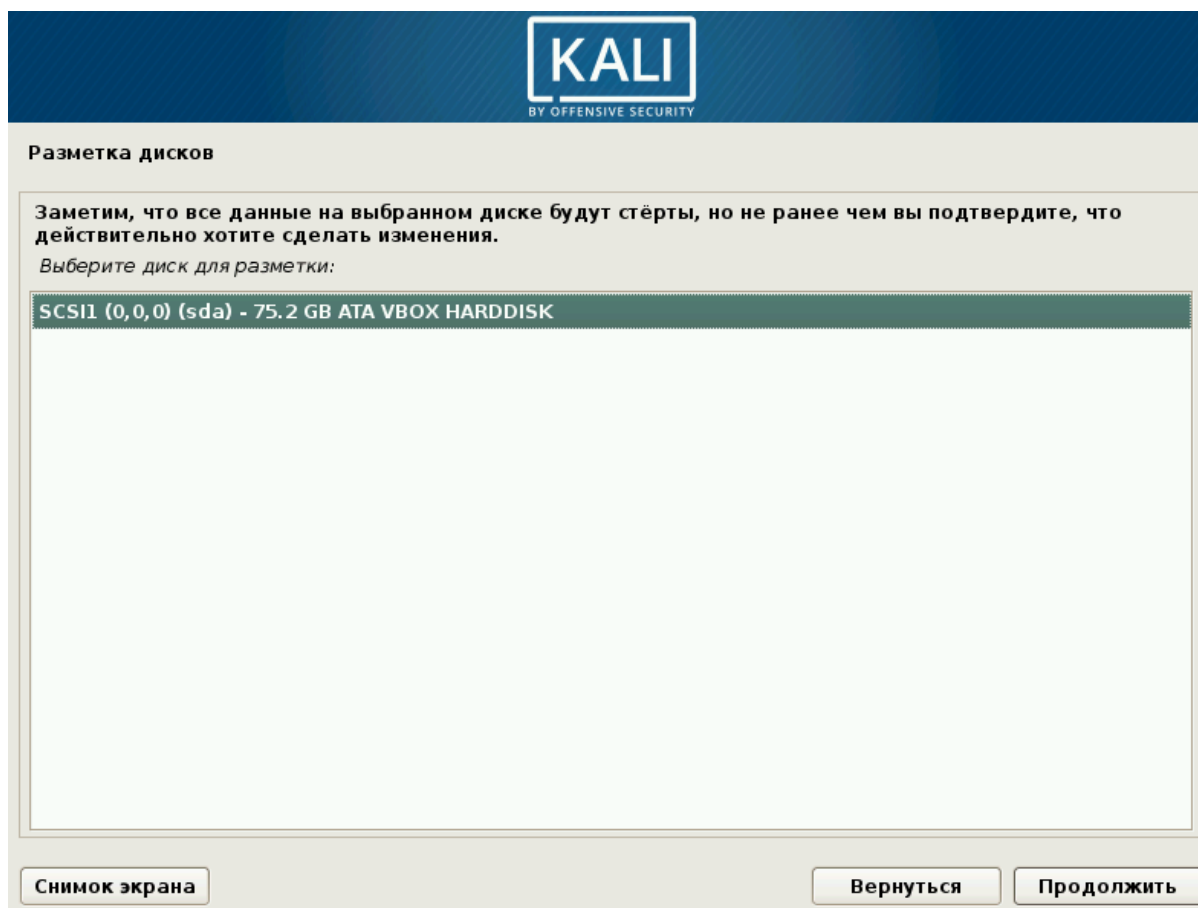 KALI
BY OFFENSIVE SECURITY
Разметка дисков
Заметим, что все данные на выбранном диске будут стёрты, но не ранее чем вы подтвердите, что
действительно хотите сделать изменения.
Выберите диск для разметки:
SCSI1 (0,0,0) (sda) - 75.2 GB ATA VBOX HARDDISK
Снимок экрана
Вернуться
Продолжить